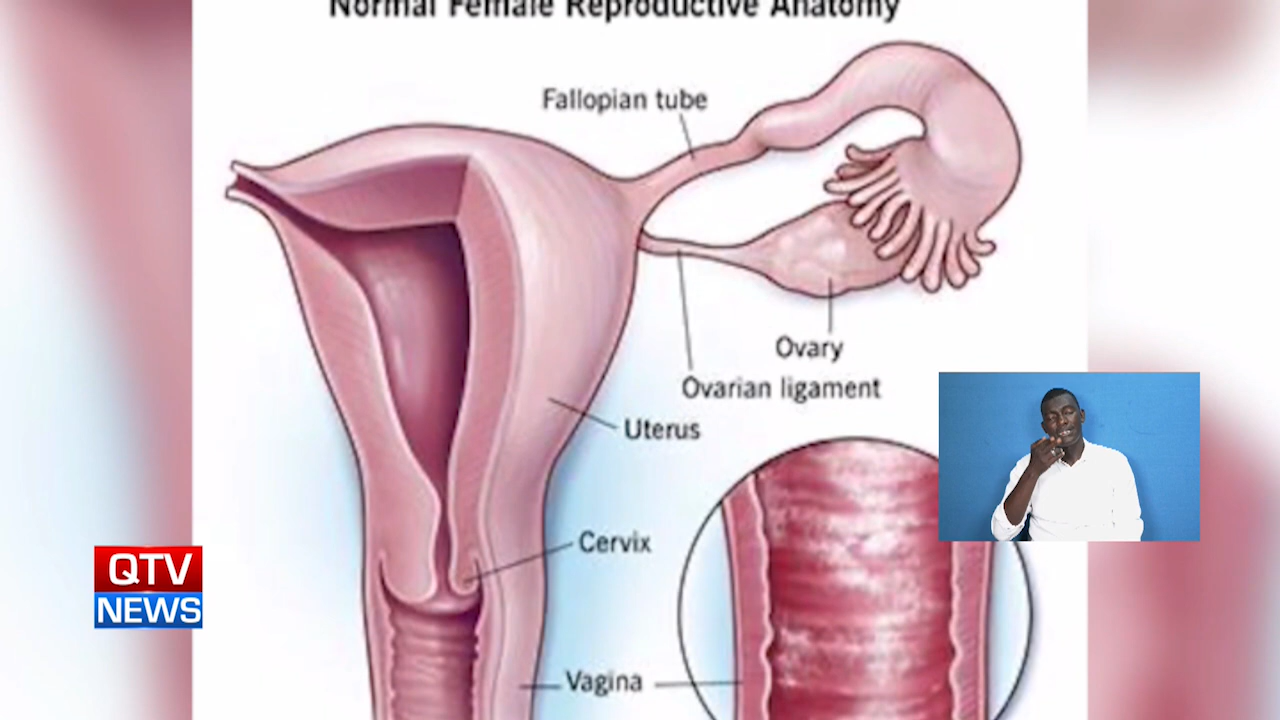 Normal Female Reproductive Anatomy
Fallopian tube
Ovary
Ovarian ligament
Uterus
Cervix
Vagina
QTV
NEWS